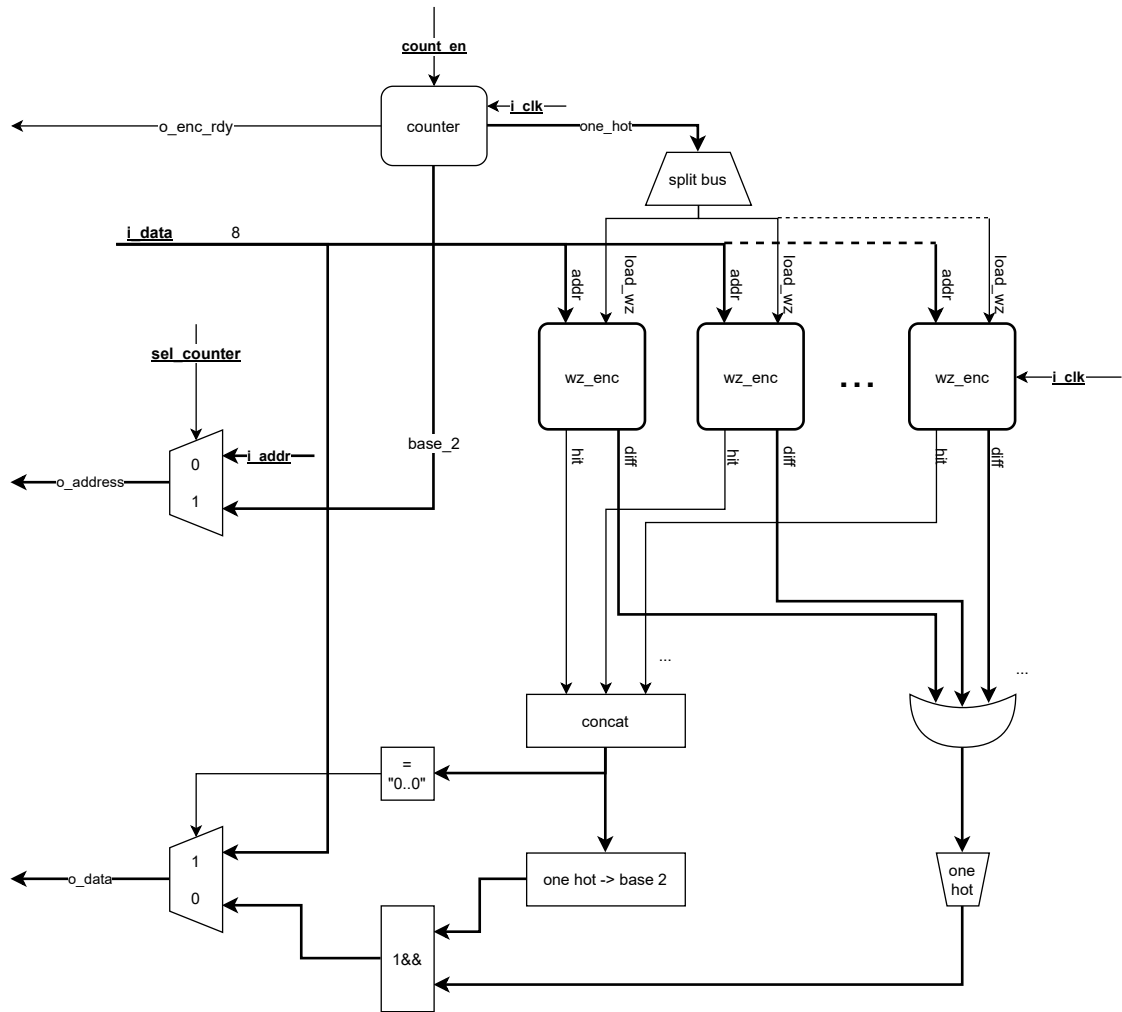 count_en
i_clk
o_enc_rdy
counter
one_hot
split bus
i_data
8
addr
load_wz
addr
load_wz
addr
load_wz
sel_counter
wz_enc
wz_enc
...
wz_enc
i_clk
base_2
hit
diff
hit
diff
hit
diff
0
i_addr
o_address
1
...
...
concat
=
"0..0"
1
o_data
0
one hot -> base 2
one
hot
1&&